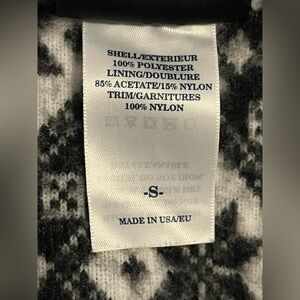 SHELL/EXTERIEUR
100% POLYESTER
LINING/DOUBLURE
85% ACETATE/15% NYLON
TRIM/GARNITURES
100% NYLON
-S-
MADE IN USA/EU